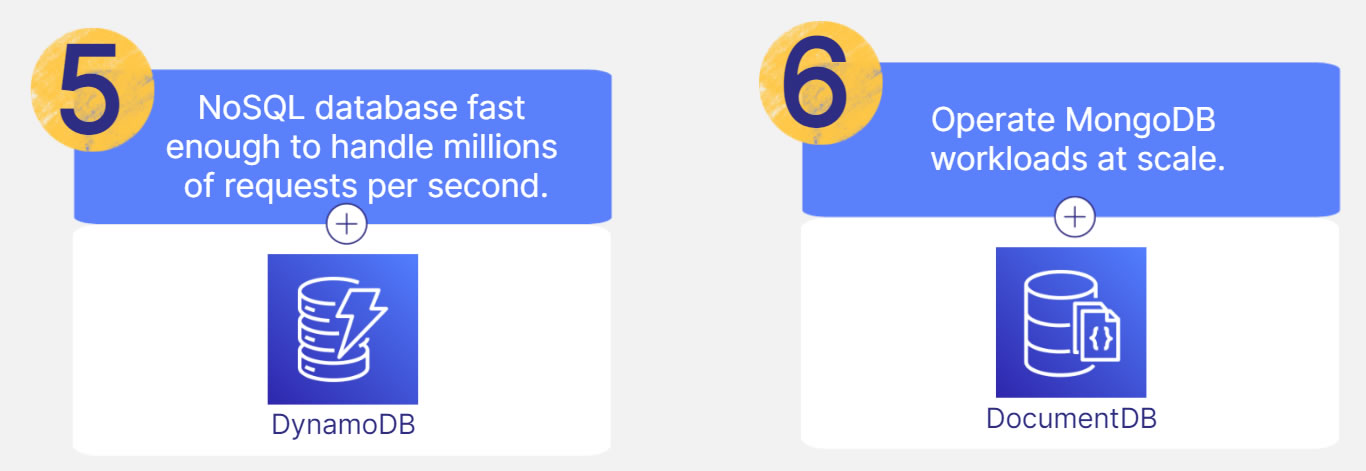 5
NoSQL database fast
enough to handle millions
of requests per second.
DynamoDB
6
Operate MongoDB
workloads at scale.
{}
DocumentDB